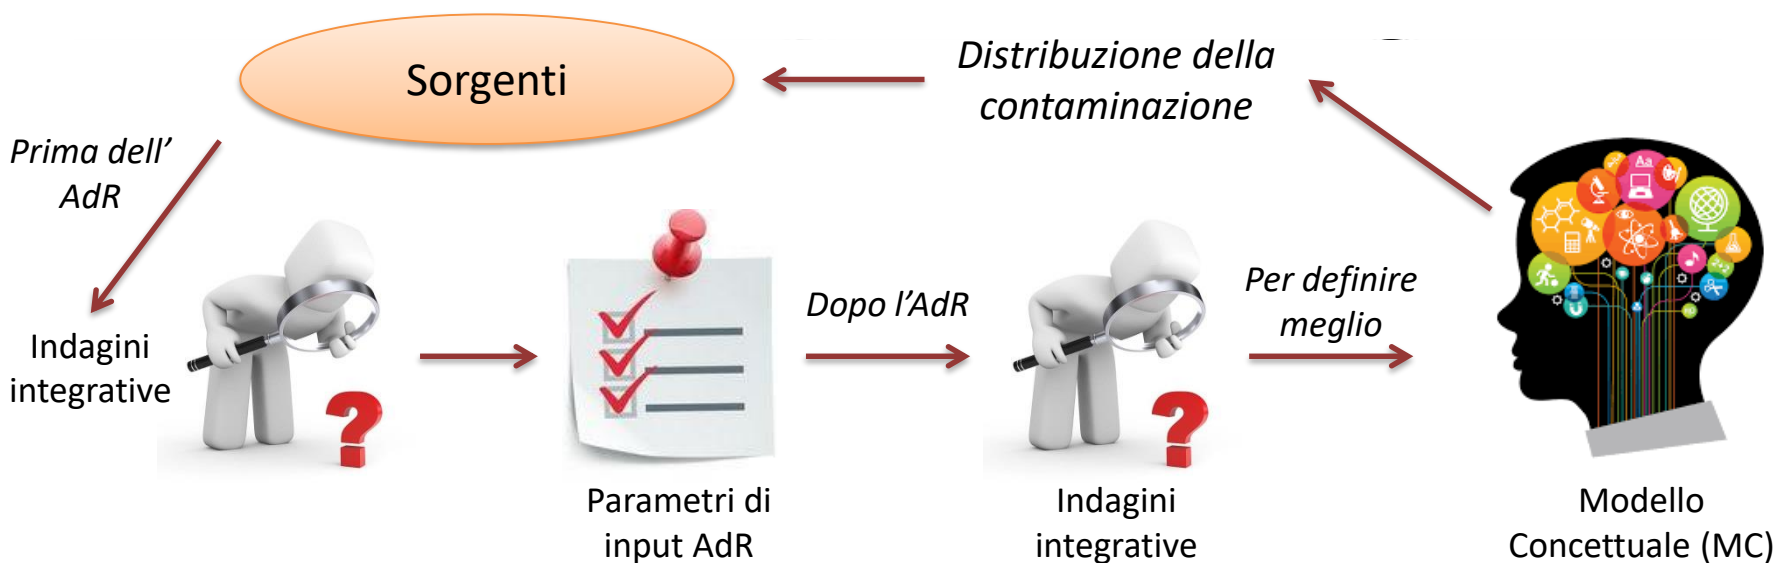 Sorgenti
Distribuzione della
contaminazione
Prima dell’
AdR
Indagini
integrative
Dopo l’AdR
Per definire
meglio
Parametri di
input AdR
Indagini
integrative
Modello
Concettuale (MC)
Aa